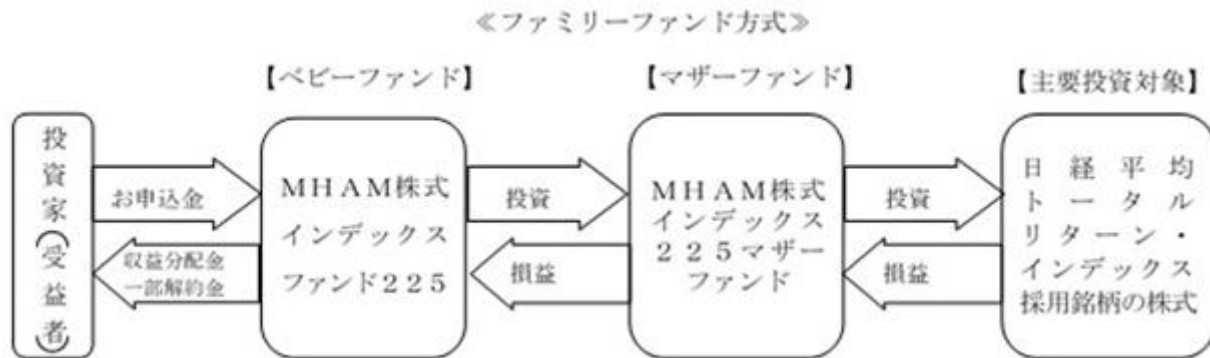 ≪ファミリーファンド方式≫
【ベビーファンド】
【マザーファンド】
【主要投資対象】
投資家(受益者)
お申込金
収益分配金
一部解約金
MHAM株式
インデックス
ファンド225
投資
損益
MHAM株式
インデックス
225マザー
ファンド
投資
損益
日経平均
トータル
リターン・
インデックス
採用銘柄の株式